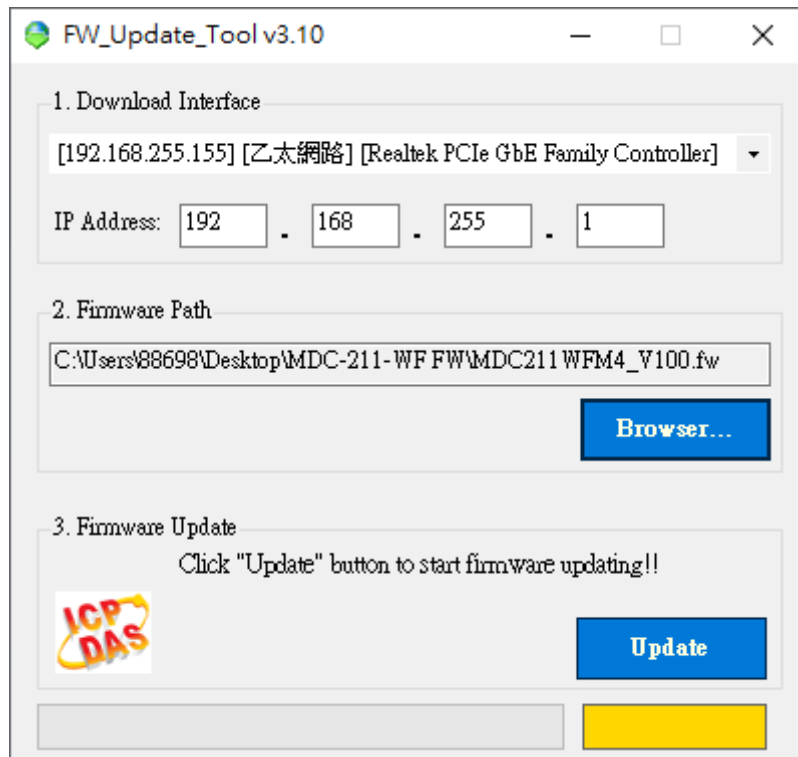 FW_Update_Tool v3.10
1. Download Interface
[192.168.255.155] [乙太網路] [Realtek PCIe GbE Family Controller]
IP Address: 192 . 168 . 255 . 1
2. Firmware Path
C:\Users\88698\Desktop\MDC-211-WF FW\MDC211WFM4_V100.fw
Browser...
3. Firmware Update
Click "Update" button to start firmware updating!!
ICP
DAS
Update